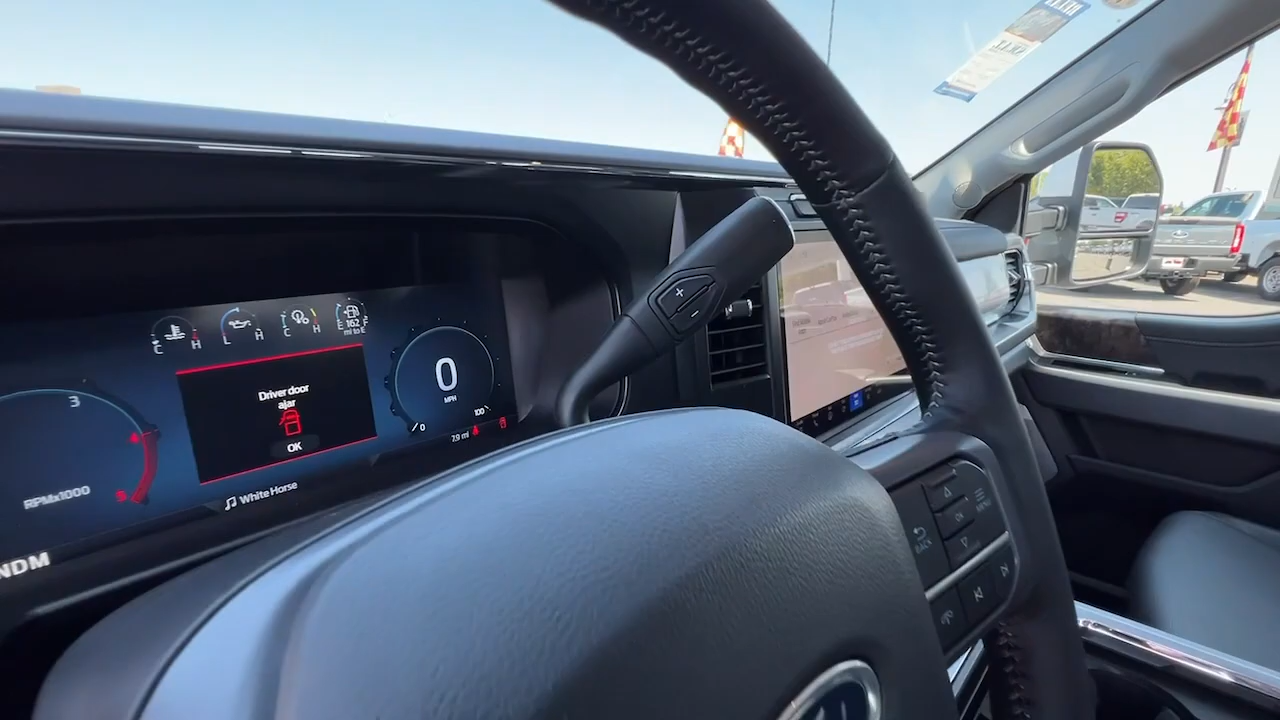 C H
L H
C H
E 162 F
mi to E
3
Driver door
ajar
OK
5
RPMx1000
0
MPH
0 100
7.9 mi
White Horse
NDM
+
-
OK
MENU
BACK